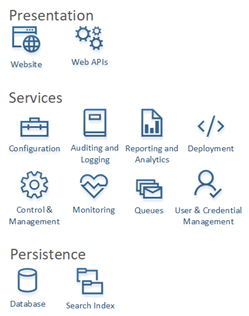 Presentation
Website
Web APIs
Services
Configuration
Auditing and
Logging
Reporting and
Analytics
Deployment
Control &
Management
Monitoring
Queues
User & Credential
Management
Persistence
Database
Search Index